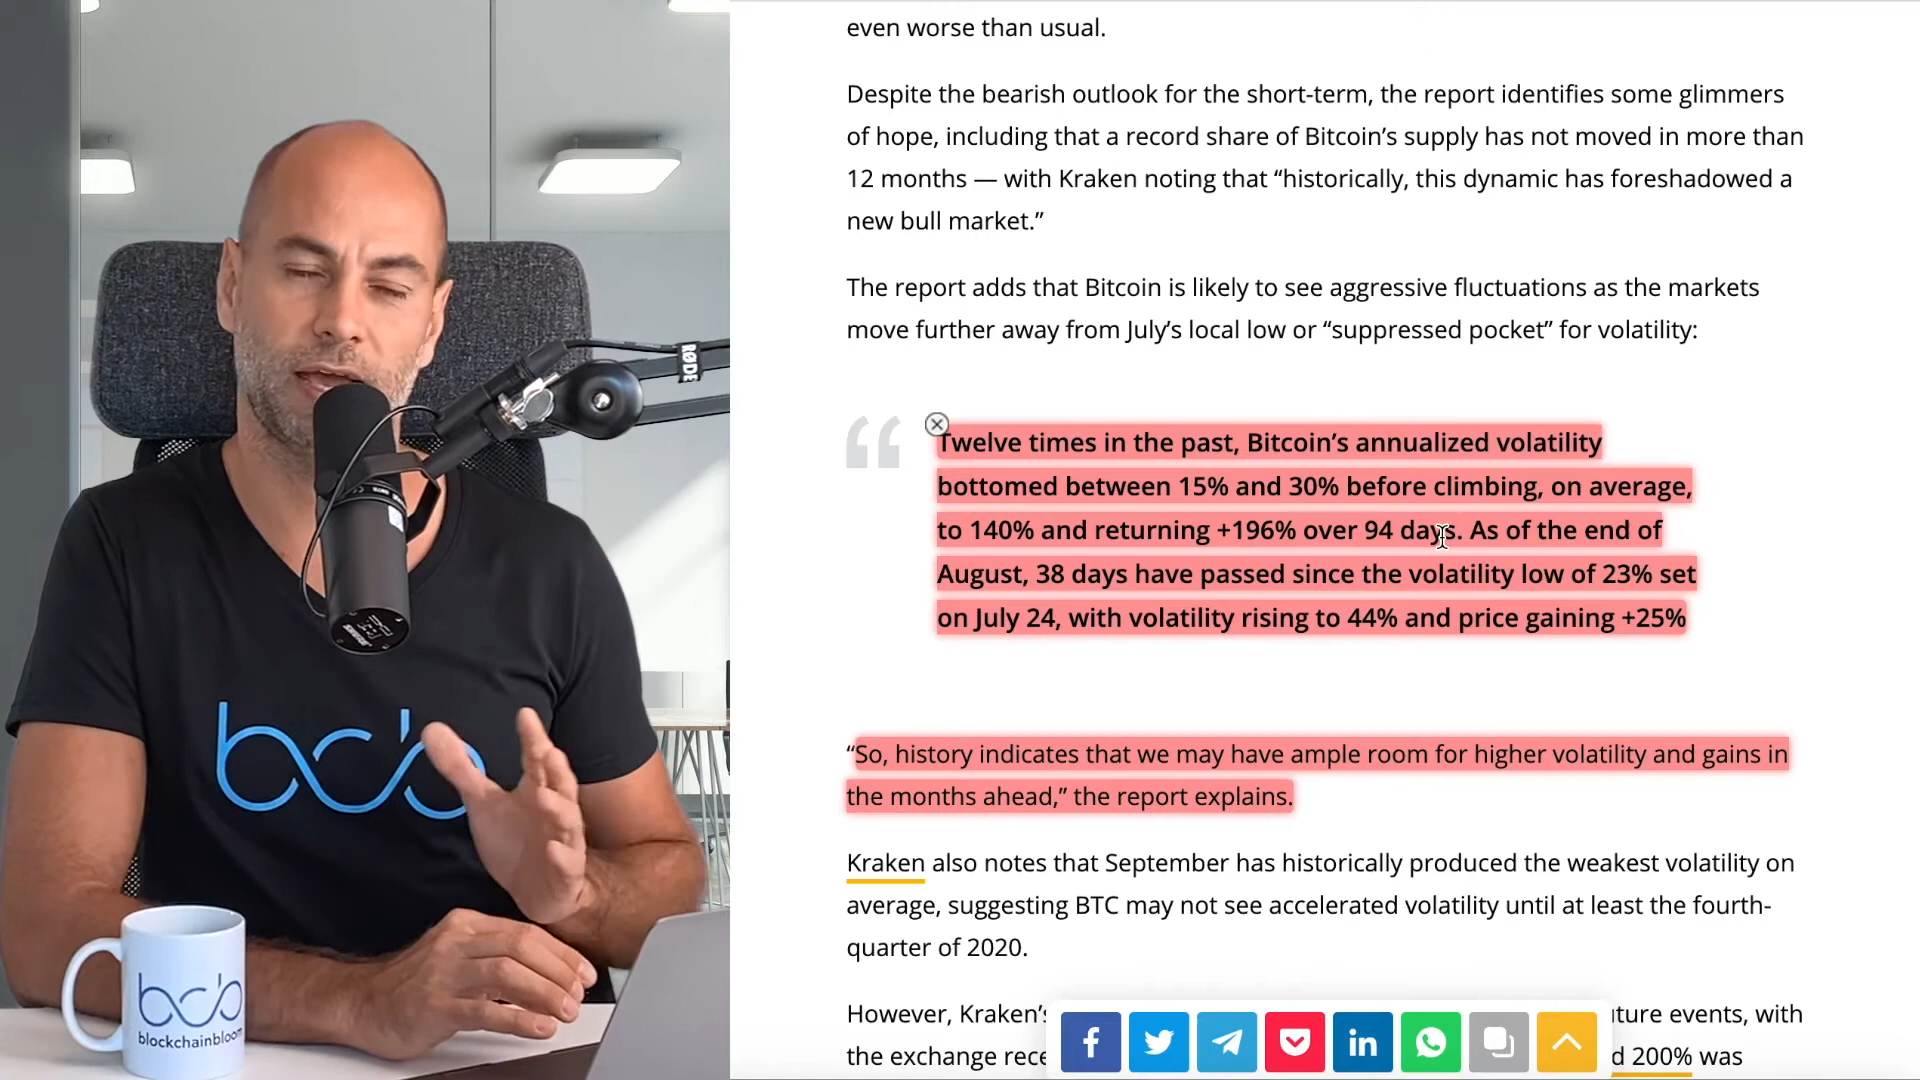 even worse than usual.
Despite the bearish outlook for the short-term, the report identifies some glimmers
of hope, including that a record share of Bitcoin’s supply has not moved in more than
12 months — with Kraken noting that “historically, this dynamic has foreshadowed a
new bull market.”
The report adds that Bitcoin is likely to see aggressive fluctuations as the markets
move further away from July’s local low or “suppressed pocket” for volatility:
Twelve times in the past, Bitcoin’s annualized volatility
bottomed between 15% and 30% before climbing, on average,
to 140% and returning +196% over 94 days. As of the end of
August, 38 days have passed since the volatility low of 23% set
on July 24, with volatility rising to 44% and price gaining +25%
“So, history indicates that we may have ample room for higher volatility and gains in
the months ahead,” the report explains.
Kraken also notes that September has historically produced the weakest volatility on
average, suggesting BTC may not see accelerated volatility until at least the fourth-
quarter of 2020.
However, Kraken’s future events, with
the exchange 200% was
RØDE
bcb
bcb
blockchainbloom